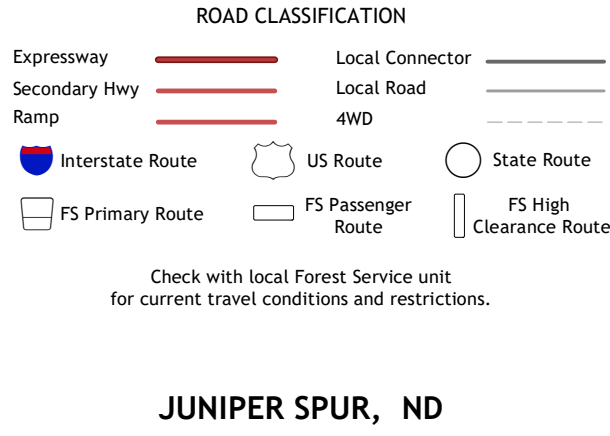 ROAD CLASSIFICATION
Expressway
Local Connector
Secondary Hwy
Local Road
Ramp
4WD
Interstate Route
US Route
State Route
FS Primary Route
FS Passenger
Route
FS High
Clearance Route
Check with local Forest Service unit
for current travel conditions and restrictions.
JUNIPER SPUR, ND